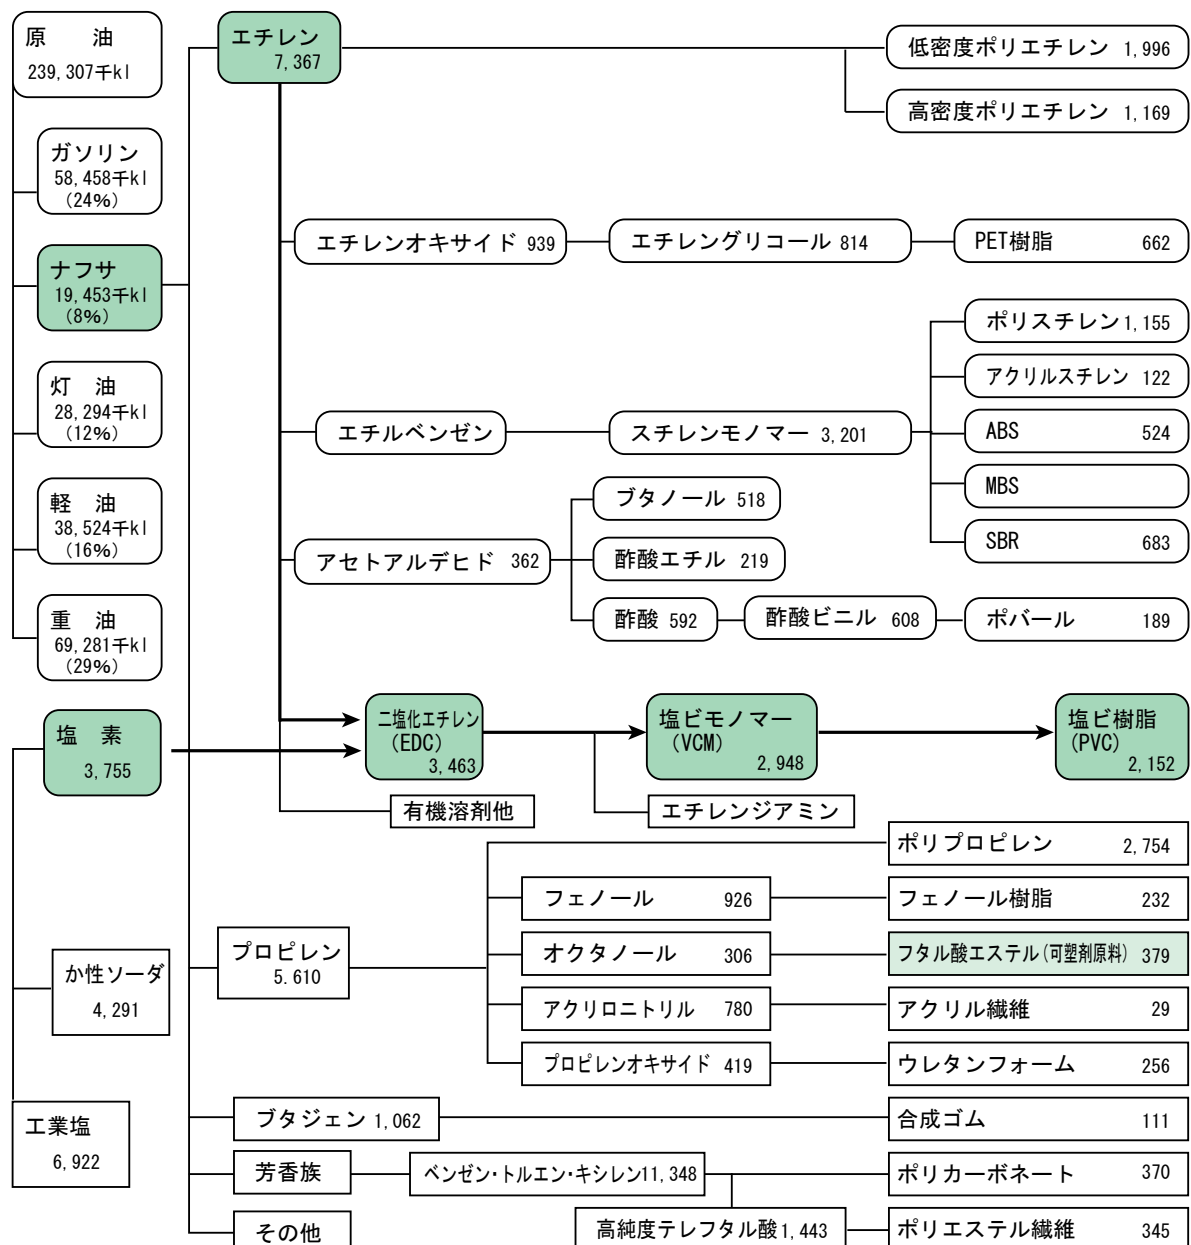 原　油
239,307千kl
ガソリン
58,458千kl
(24%)
ナフサ
19,453千kl
(8%)
灯　油
28,294千kl
(12%)
軽　油
38,524千kl
(16%)
重　油
69,281千kl
(29%)
塩　素
3,755
か性ソーダ
4,291
工業塩
6,922
エチレン
7,367
低密度ポリエチレン 1,996
高密度ポリエチレン 1,169
エチレンオキサイド 939
エチレングリコール 814
PET樹脂 662
エチルベンゼン
スチレンモノマー 3,201
ポリスチレン 1,155
アクリルスチレン 122
ABS 524
MBS
SBR 683
アセトアルデヒド 362
ブタノール 518
酢酸エチル 219
酢酸 592
酢酸ビニル 608
ポバール 189
二塩化エチレン
(EDC)
3,463
塩ビモノマー
(VCM)
2,948
塩ビ樹脂
(PVC)
2,152
有機溶剤他
エチレンジアミン
プロピレン
5.610
ポリプロピレン 2,754
フェノール 926
フェノール樹脂 232
オクタノール 306
フタル酸エステル(可塑剤原料) 379
アクリロニトリル 780
アクリル繊維 29
プロピレンオキサイド 419
ウレタンフォーム 256
ブタジェン 1,062
合成ゴム 111
芳香族
ベンゼン・トルエン・キシレン11,348
ポリカーボネート 370
その他
高純度テレフタル酸1,443
ポリエステル繊維 345